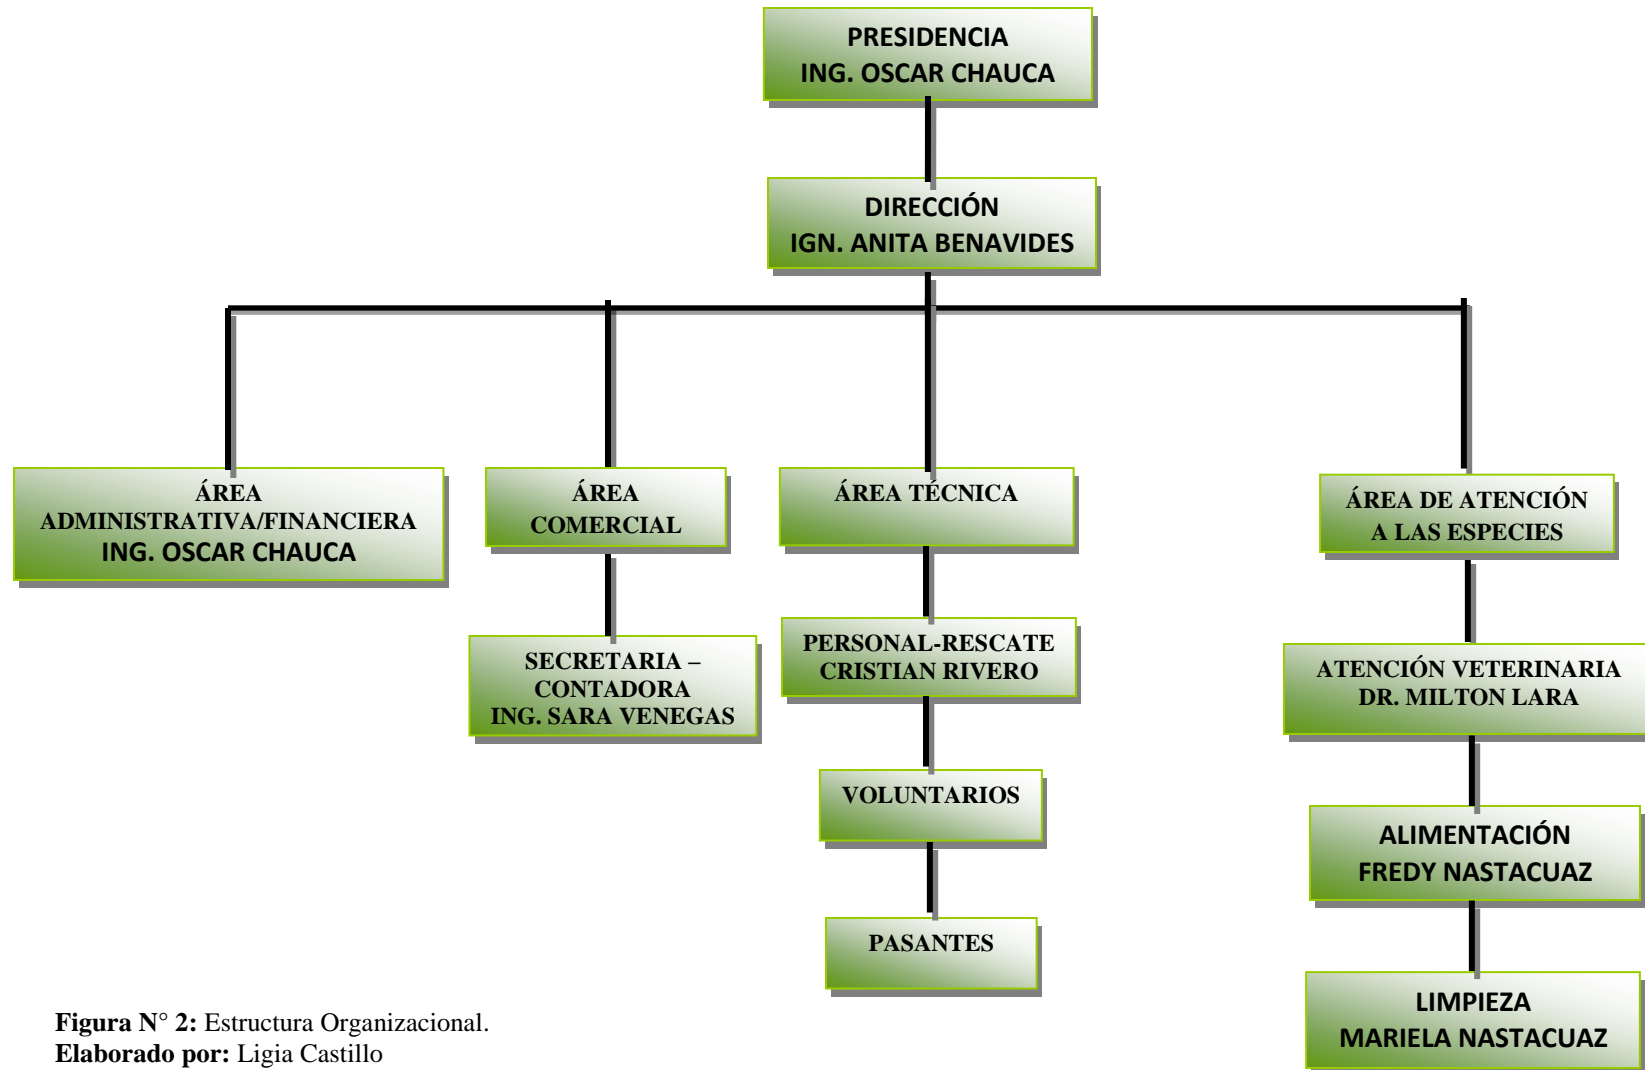 PRESIDENCIA
ING. OSCAR CHAUCA
DIRECCIÓN
IGN. ANITA BENAVIDES
ÁREA
ADMINISTRATIVA/FINANCIERA
ING. OSCAR CHAUCA
ÁREA
COMERCIAL
SECRETARIA –
CONTADORA
ING. SARA VENEGAS
ÁREA TÉCNICA
PERSONAL-RESCATE
CRISTIAN RIVERO
VOLUNTARIOS
PASANTES
ÁREA DE ATENCIÓN
A LAS ESPECIES
ATENCIÓN VETERINARIA
DR. MILTON LARA
ALIMENTACIÓN
FREDY NASTACUAZ
LIMPIEZA
MARIELA NASTACUAZ
Figura N° 2: Estructura Organizacional.
Elaborado por: Ligia Castillo